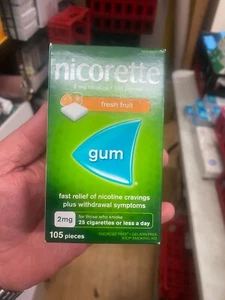 nicorette
fresh fruit
gum
fast relief of nicotine cravings
plus withdrawal symptoms
2mg
for those who smoke
25 cigarettes or less a day
105 pieces